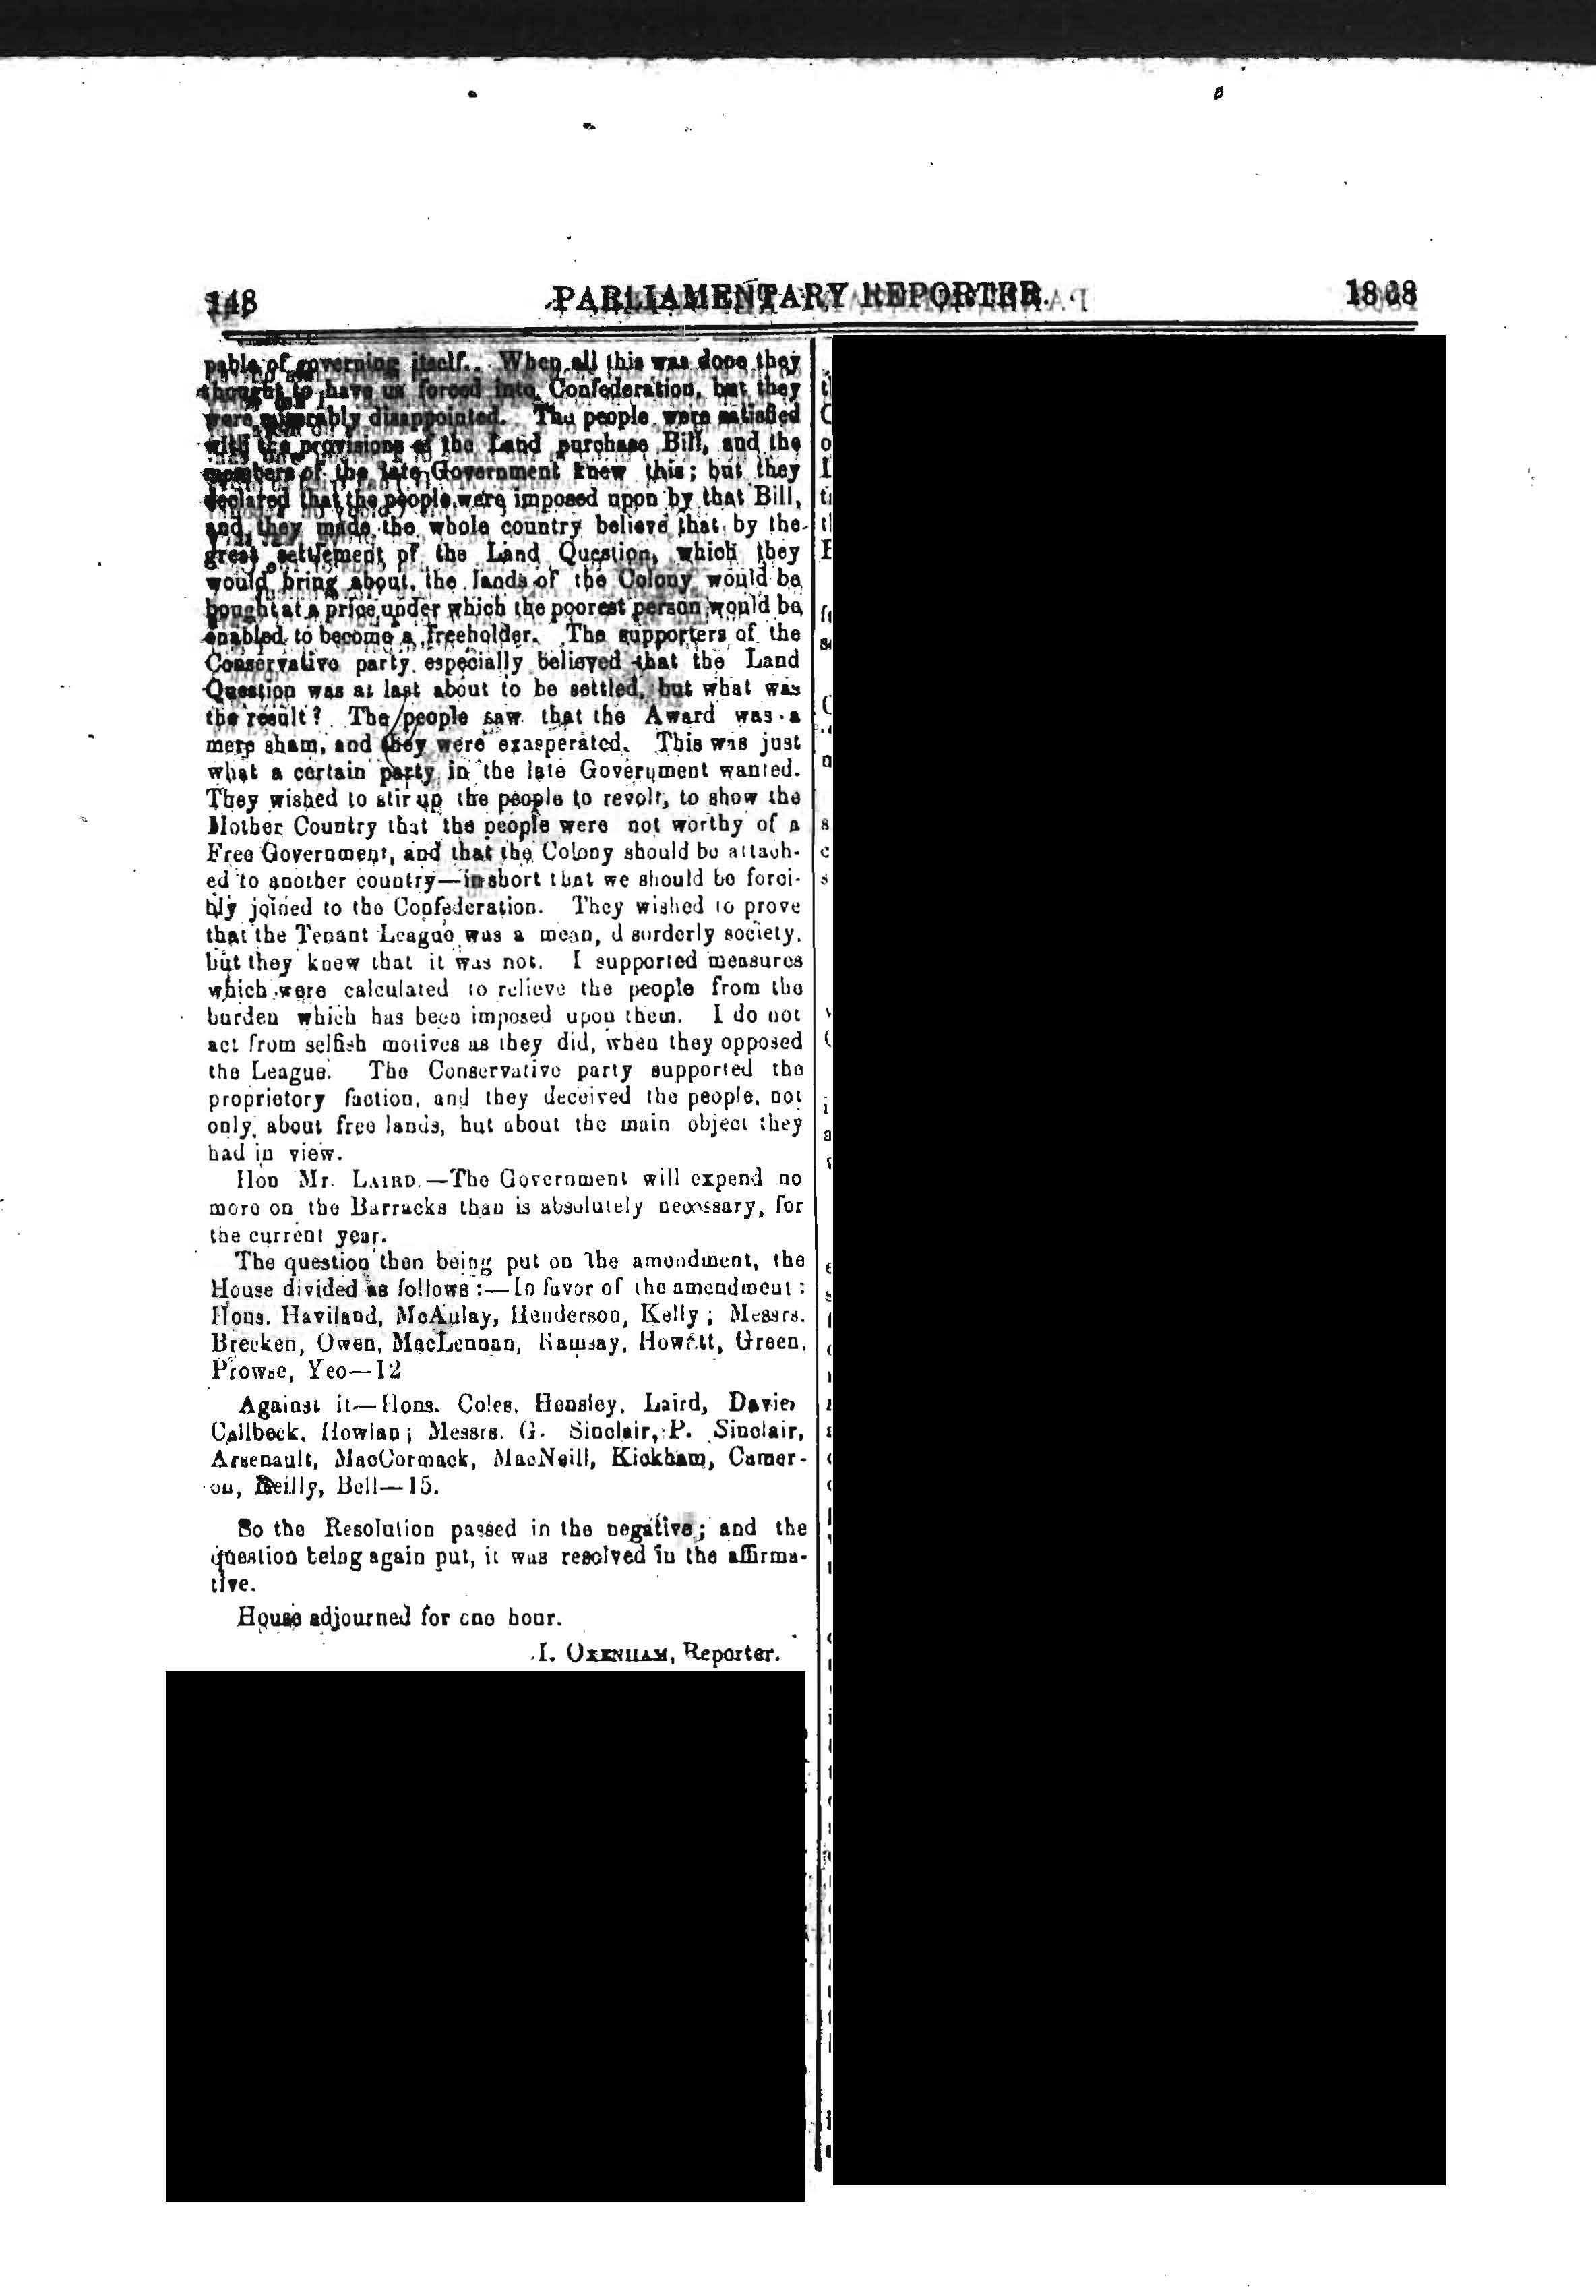 148 PARLIAMENTARY REPORTER. 1868
pable of governing itself. When all this was done they
thought to have us forced into Confederation, but they
were miserably disappointed. The people were satisfied
with the provisions of the Land purchase Bill, and the
members of the late Government knew this; but they
declared that the people were imposed upon by that Bill,
and they made the whole country believe that by the
great settlement of the Land Question, which they
would bring about, the lands of the Colony would be
bought at a price under which the poorest person would be
enabled to become a freeholder. The supporters of the
Conservative party especially believed that the Land
Question was at last about to be settled, but what was
the result? The people saw that the Award was a
mere sham, and they were exasperated. This was just
what a certain party in the late Government wanted.
They wished to stir up the people to revolt, to show the
Mother Country that the people were not worthy of a
Free Government, and that the Colony should be attach-
ed to another country—in short that we should be forci-
bly joined to the Confederation. They wished to prove
that the Tenant League was a mean, d sorderly society,
but they knew that it was not. I supported measures
which were calculated to relieve the people from the
burden which has been imposed upon them. I do not
act from selfish motives as they did, when they opposed
the League. The Conservative party supported the
proprietory faction, and they deceived the people, not
only about free lands, but about the main object they
had in view.
Hon Mr. LAIRD.—The Government will expend no
more on the Barracks than is absolutely necessary, for
the current year.
The question then being put on the amendment, the
House divided as follows:—In favor of the amendment:
Hons. Haviland, McAulay, Henderson, Kelly; Messrs.
Brecken, Owen, MacLennan, Ramsay, Howatt, Green,
Prowse, Yeo—12
Against it—Hons. Coles, Hensley, Laird, Davies
Callbeck, Howlan; Messrs. G. Sinclair, P. Sinclair,
Arsenault, MacCormack, MacNeill, Kickham, Camer-
on, Reilly, Bell—15.
So the Resolution passed in the negative; and the
question being again put, it was resolved in the affirma-
tive.
House adjourned for one hour.
I. OXENHAM, Reporter.